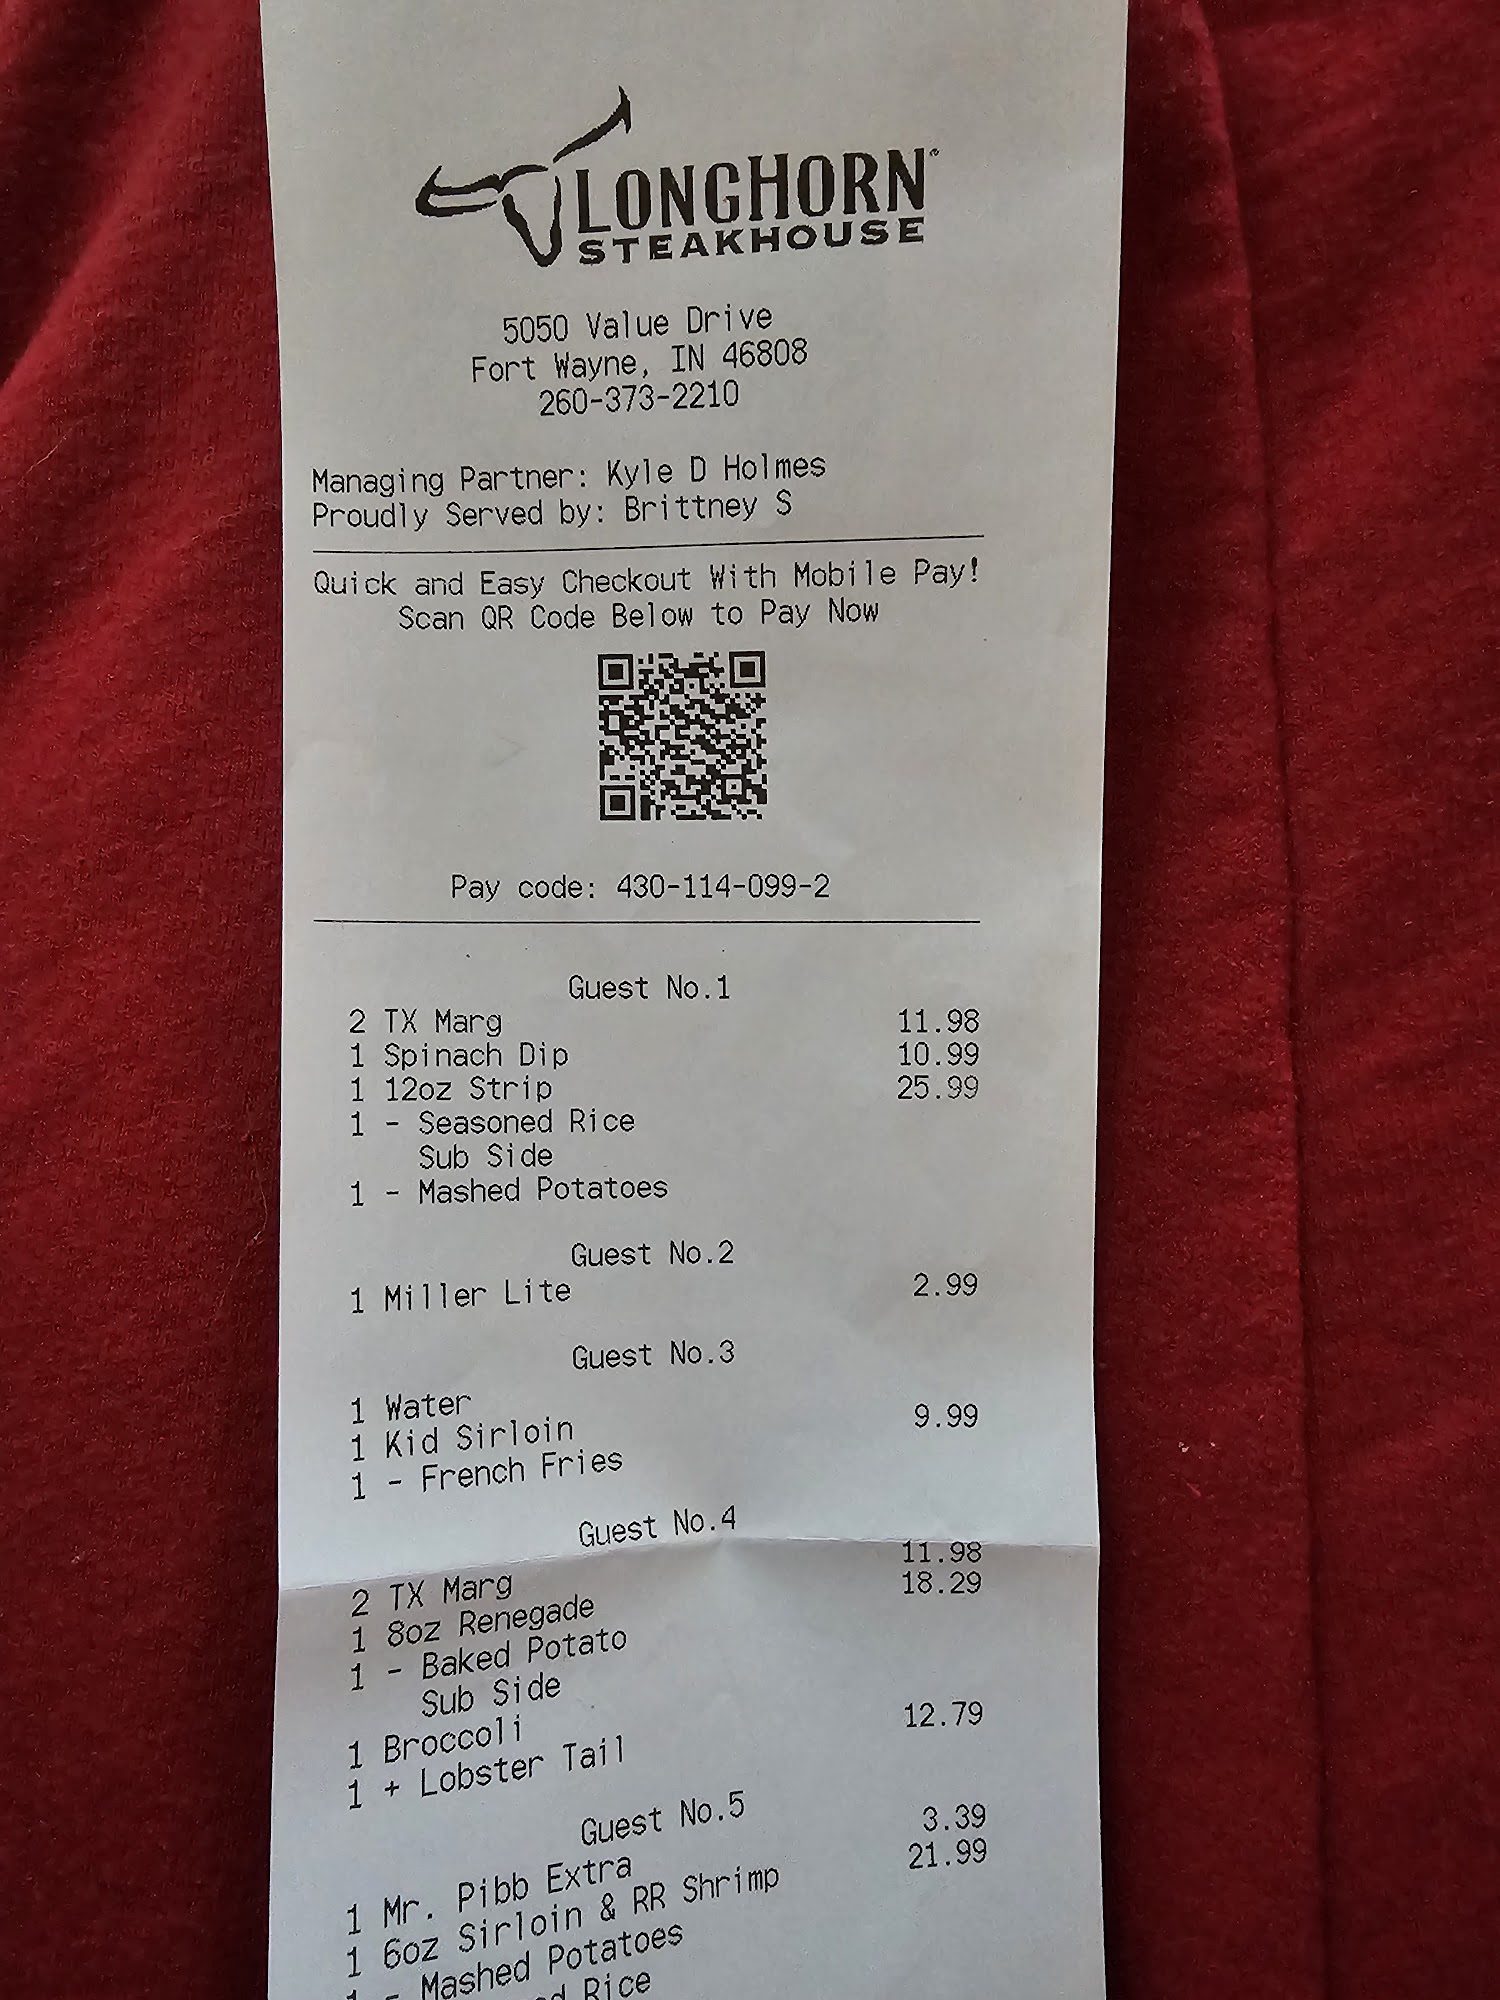 LONGHORN®
STEAKHOUSE
5050 Value Drive
Fort Wayne, IN 46808
260-373-2210
Managing Partner: Kyle D Holmes
Proudly Served by: Brittney S
Quick and Easy Checkout With Mobile Pay!
Scan QR Code Below to Pay Now
Pay code: 430-114-099-2
Guest No.1
2 TX Marg 11.98
1 Spinach Dip 10.99
1 12oz Strip 25.99
1 - Seasoned Rice
Sub Side
1 - Mashed Potatoes
Guest No.2
1 Miller Lite 2.99
Guest No.3
1 Water
1 Kid Sirloin 9.99
1 - French Fries
Guest No.4
2 TX Marg 11.98
1 8oz Renegade 18.29
1 - Baked Potato
Sub Side
1 Broccoli
1 + Lobster Tail 12.79
Guest No.5
1 Mr. Pibb Extra 3.39
1 6oz Sirloin & RR Shrimp 21.99
1 - Mashed Potatoes
Rice